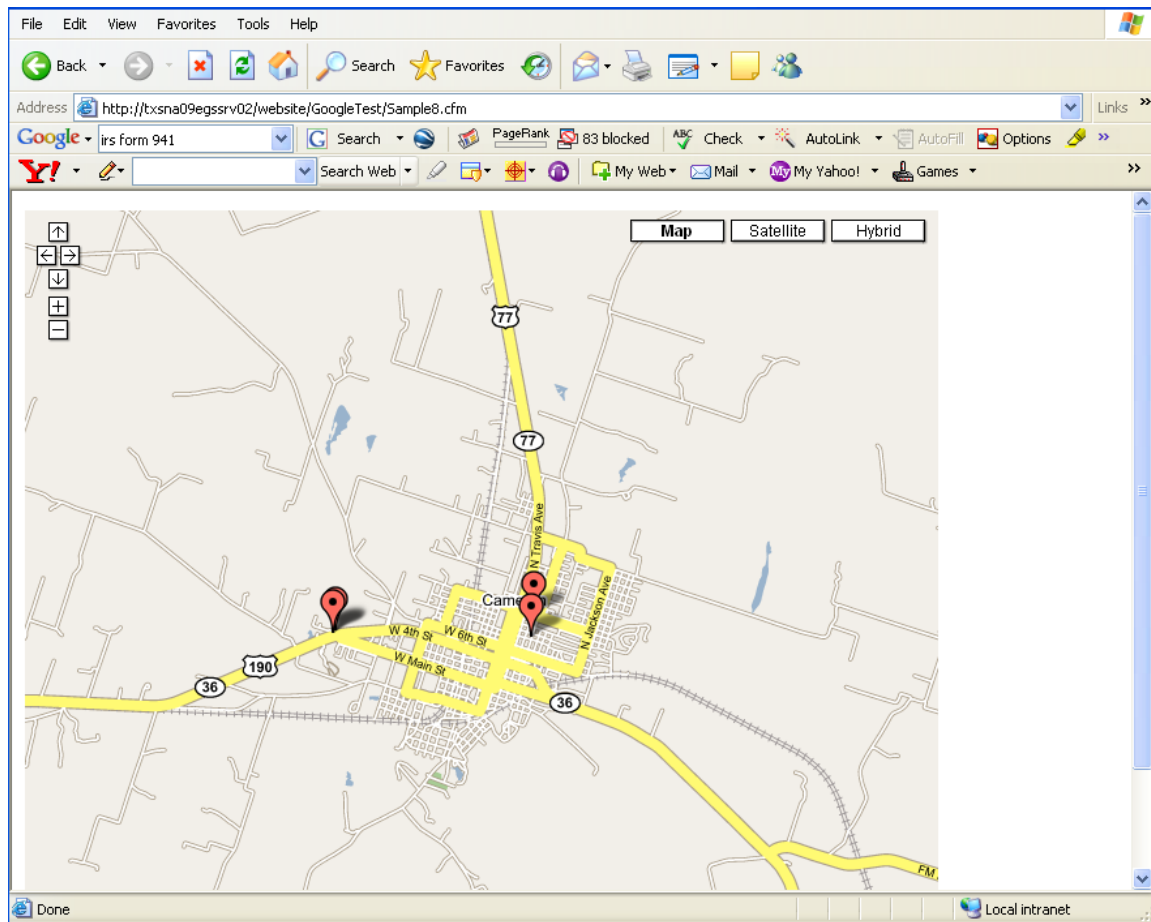 File Edit View Favorites Tools Help
Back Search Favorites
Address http://txsna09egssrv02/website/GoogleTest/Sample8.cfm Links »
Google irs form 941 G Search PageRank 83 blocked ABC Check AutoLink AutoFill Options »
Y! Search Web My Web Mail My My Yahoo! Games »
Map Satellite Hybrid
77
77
N Travis Ave
W 4th St
W 6th St
N Jackson Ave
W Main St
190
36
36
FM
Done Local intranet